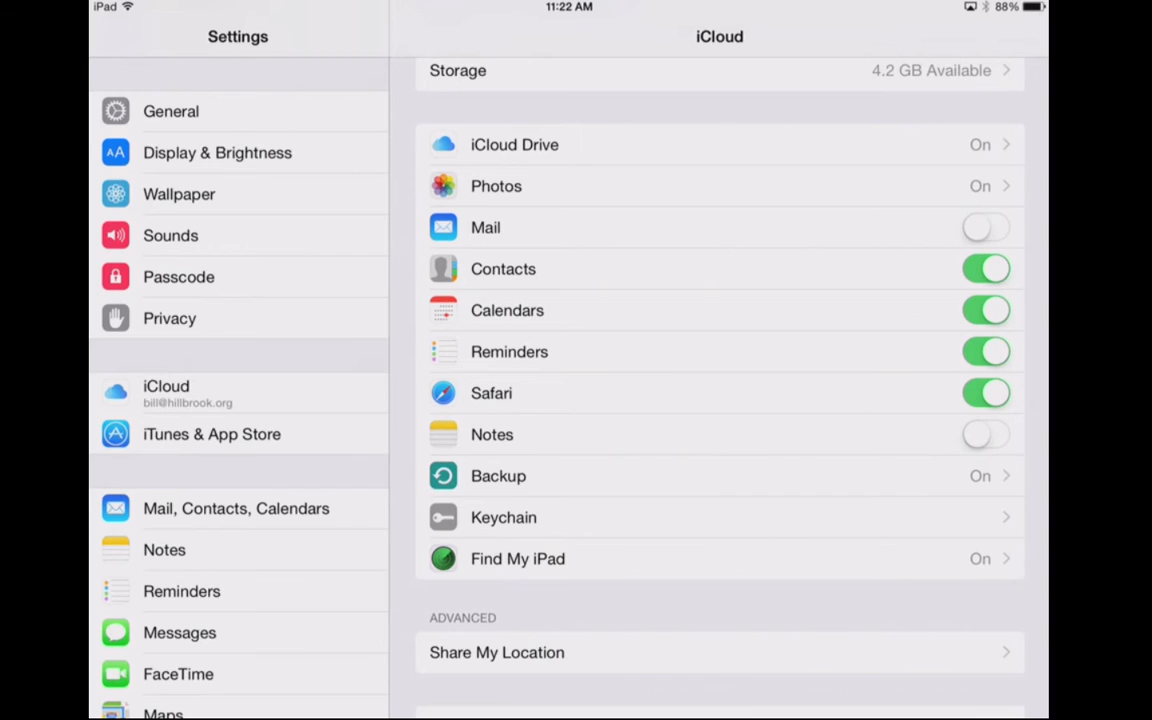 iPad
11:22 AM
88%
Settings
General
Display & Brightness
Wallpaper
Sounds
Passcode
Privacy
iCloud
bill@hillbrook.org
iTunes & App Store
Mail, Contacts, Calendars
Notes
Reminders
Messages
FaceTime
Maps
iCloud
Storage 4.2 GB Available
iCloud Drive On
Photos On
Mail
Contacts
Calendars
Reminders
Safari
Notes
Backup On
Keychain
Find My iPad On
ADVANCED
Share My Location